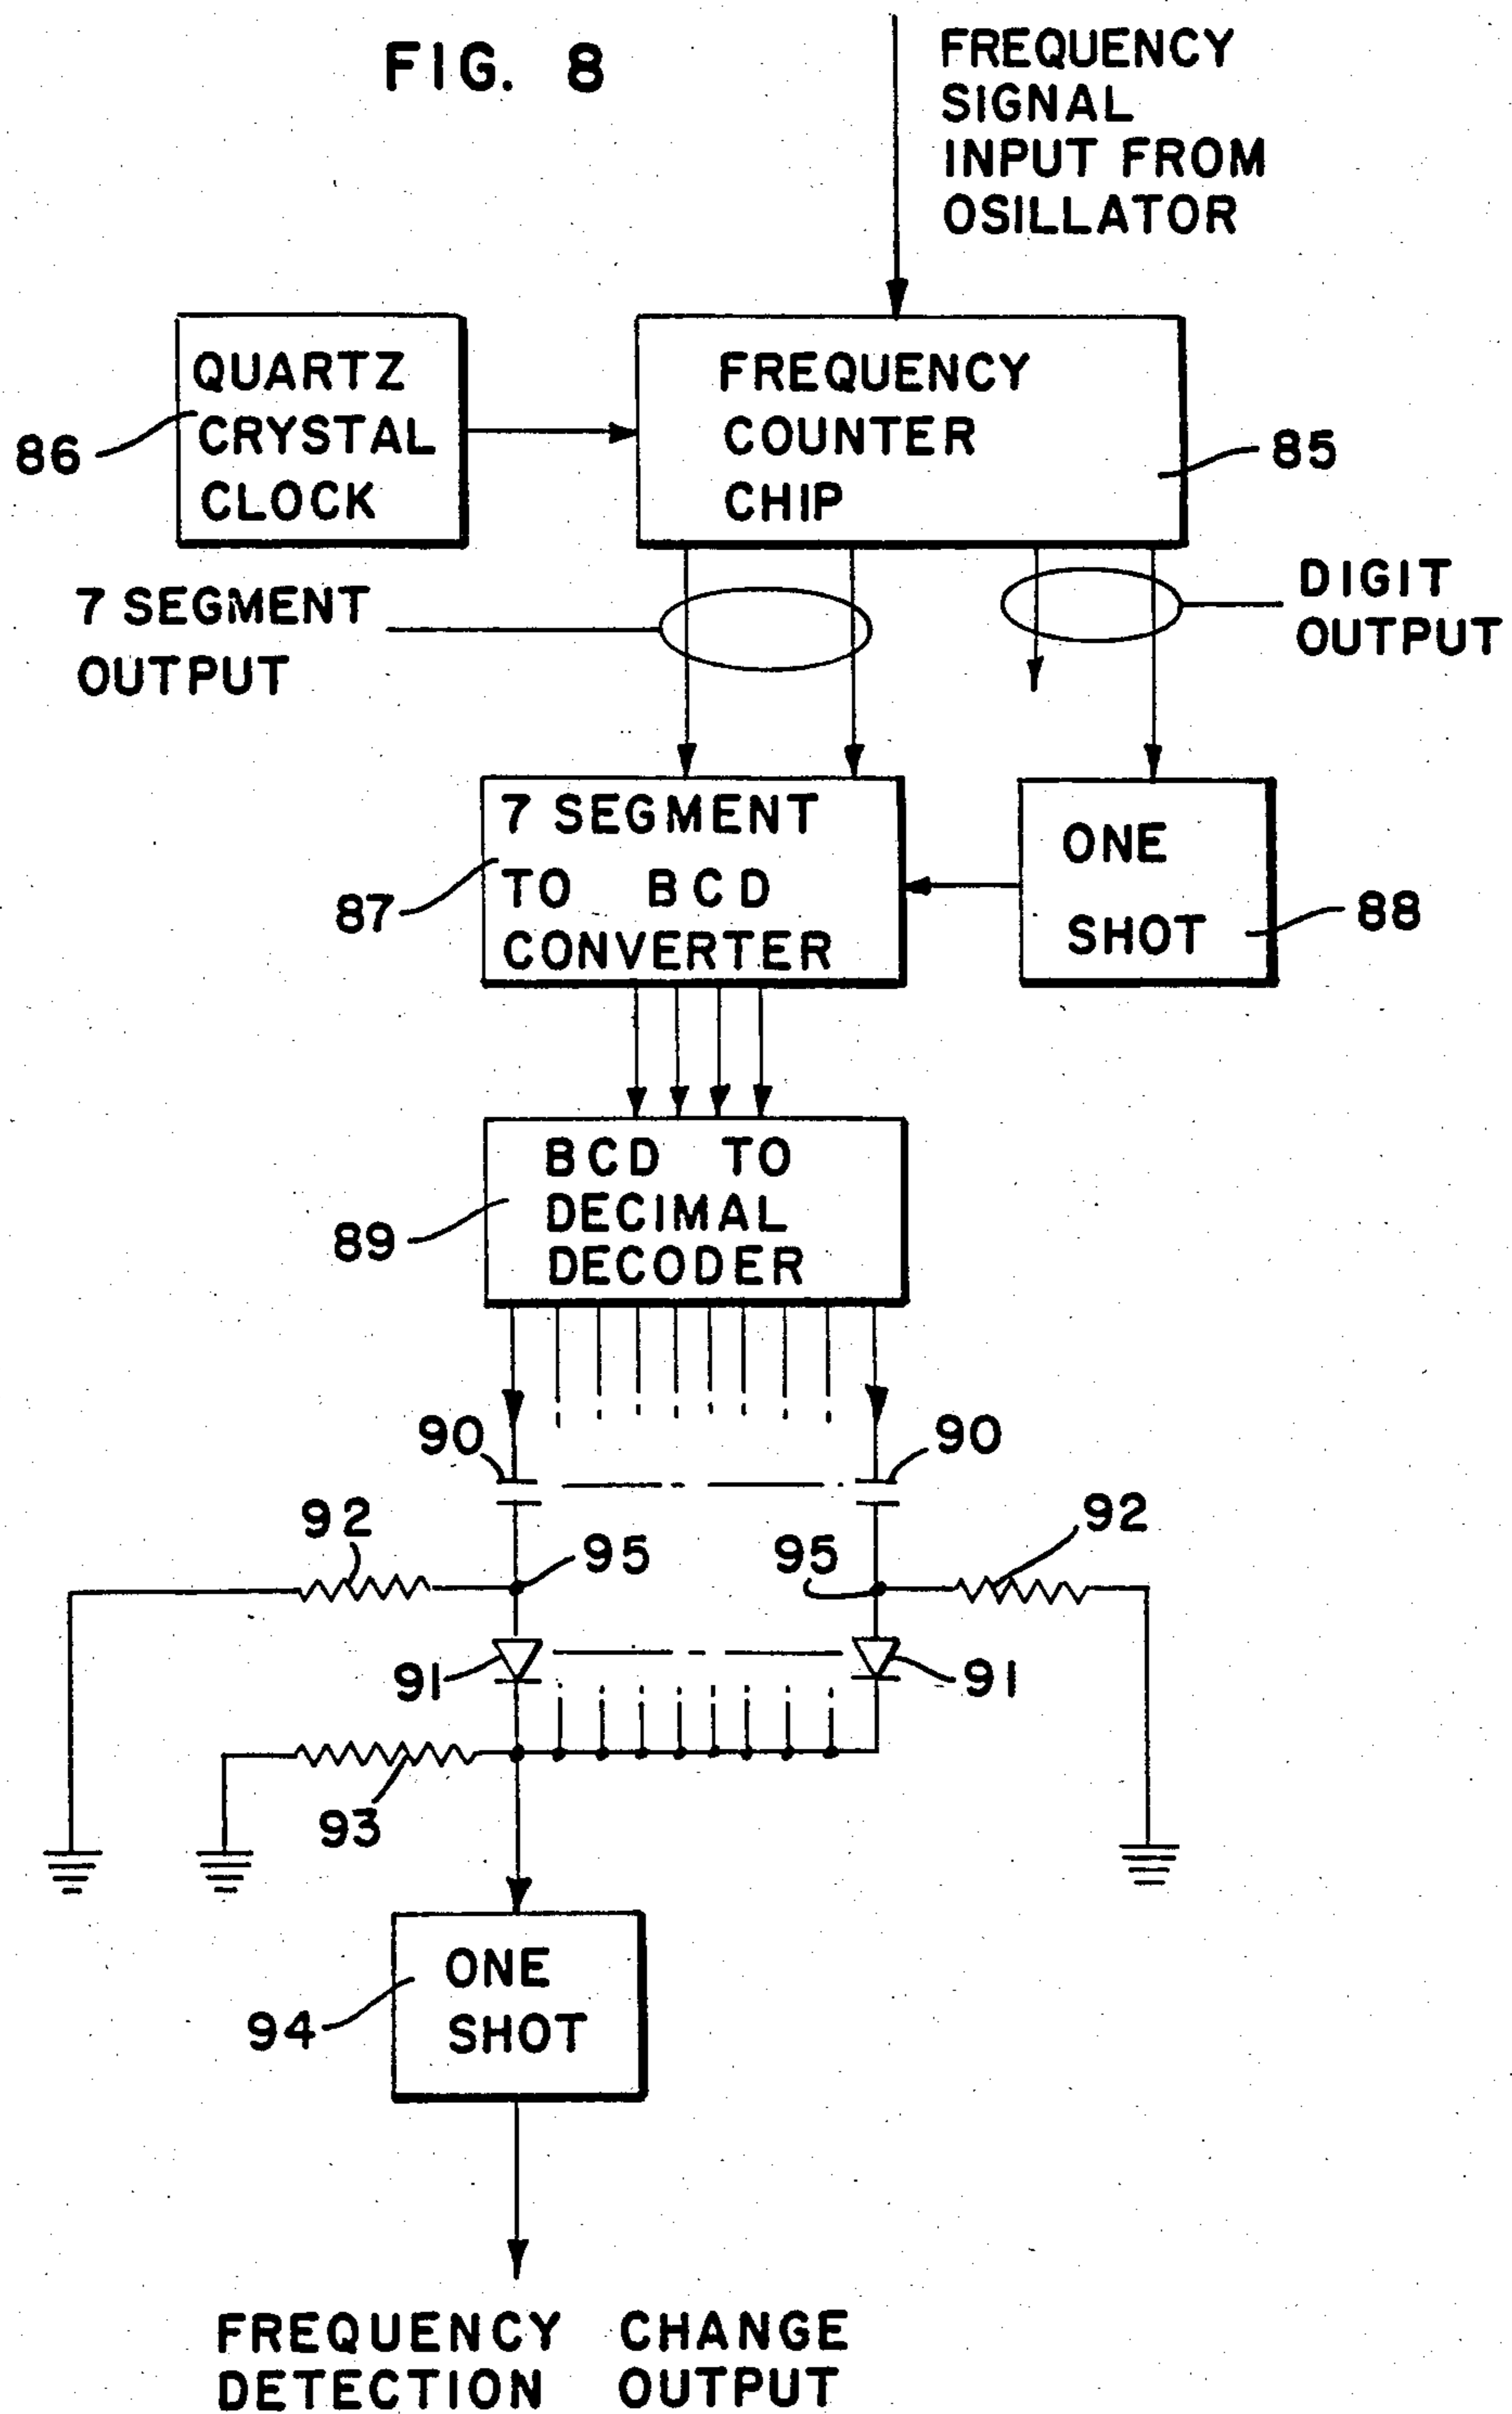 FIG. 8
FREQUENCY
SIGNAL
INPUT FROM
OSILLATOR
QUARTZ
CRYSTAL
CLOCK
86
FREQUENCY
COUNTER
CHIP
85
7 SEGMENT
OUTPUT
DIGIT
OUTPUT
7 SEGMENT
TO BCD
CONVERTER
87
ONE
SHOT
88
BCD TO
DECIMAL
DECODER
89
90
90
92
95
95
92
91
91
93
ONE
SHOT
94
FREQUENCY CHANGE
DETECTION OUTPUT